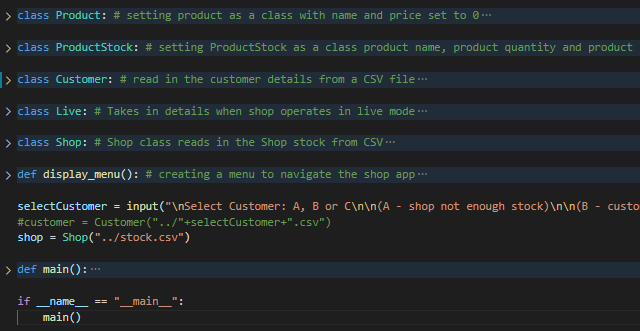 class Product: # setting product as a class with name and price set to 0…
class ProductStock: # setting ProductStock as a class product name, product quantity and product
class Customer: # read in the customer details from a CSV file…
class Live: # Takes in details when shop operates in live mode…
class Shop: # Shop class reads in the Shop stock from CSV…
def display_menu(): # creating a menu to navigate the shop app…
selectCustomer = input("\nSelect Customer: A, B or C\n\n(A - shop not enough stock)\n\n(B - custo
#customer = Customer("../"+selectCustomer+".csv")
shop = Shop("../stock.csv")
def main():…
if __name__ == "__main__":
main()